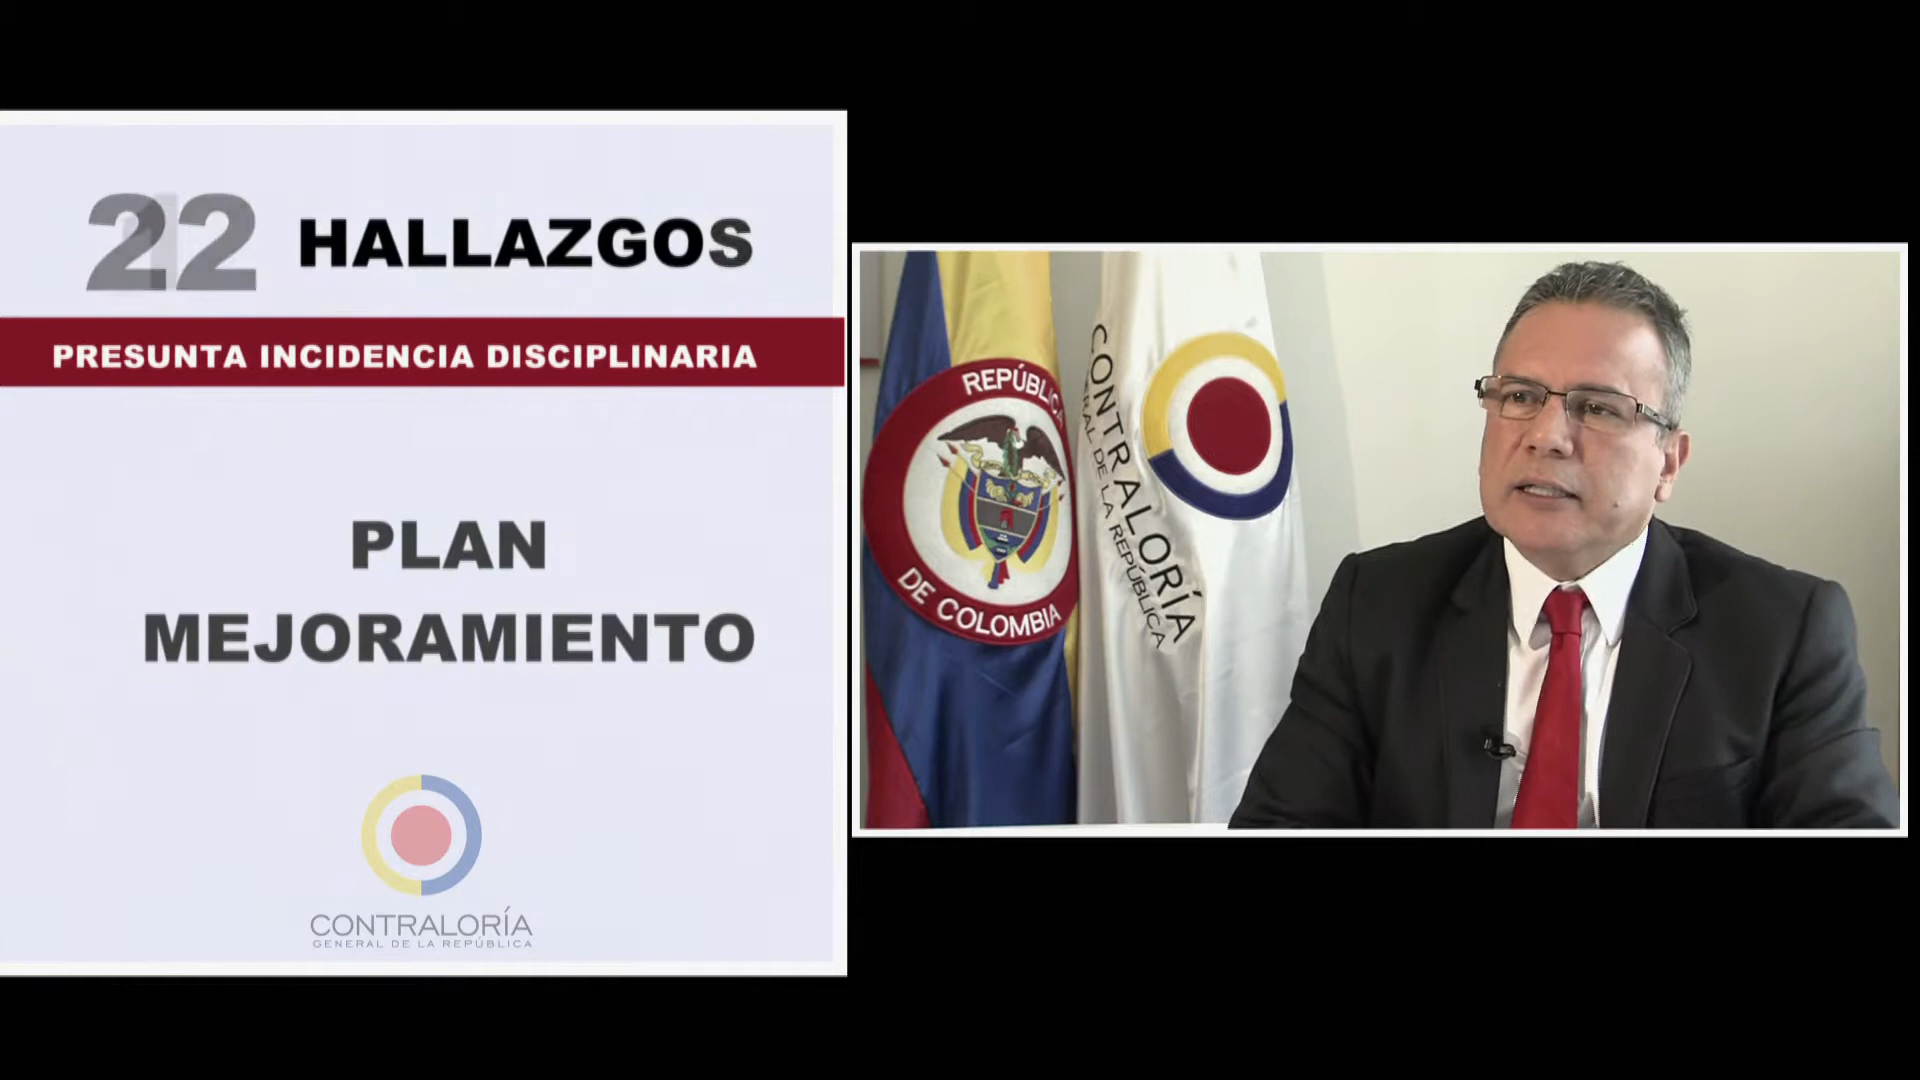 HALLAZGOS
PRESUNTA INCIDENCIA DISCIPLINARIA
PLAN
MEJORAMIENTO
CONTRALORÍA
GENERAL DE LA REPÚBLICA
REPÚBLICA
DE COLOMBIA
CONTRALORÍA
GENERAL DE LA REPÚBLICA